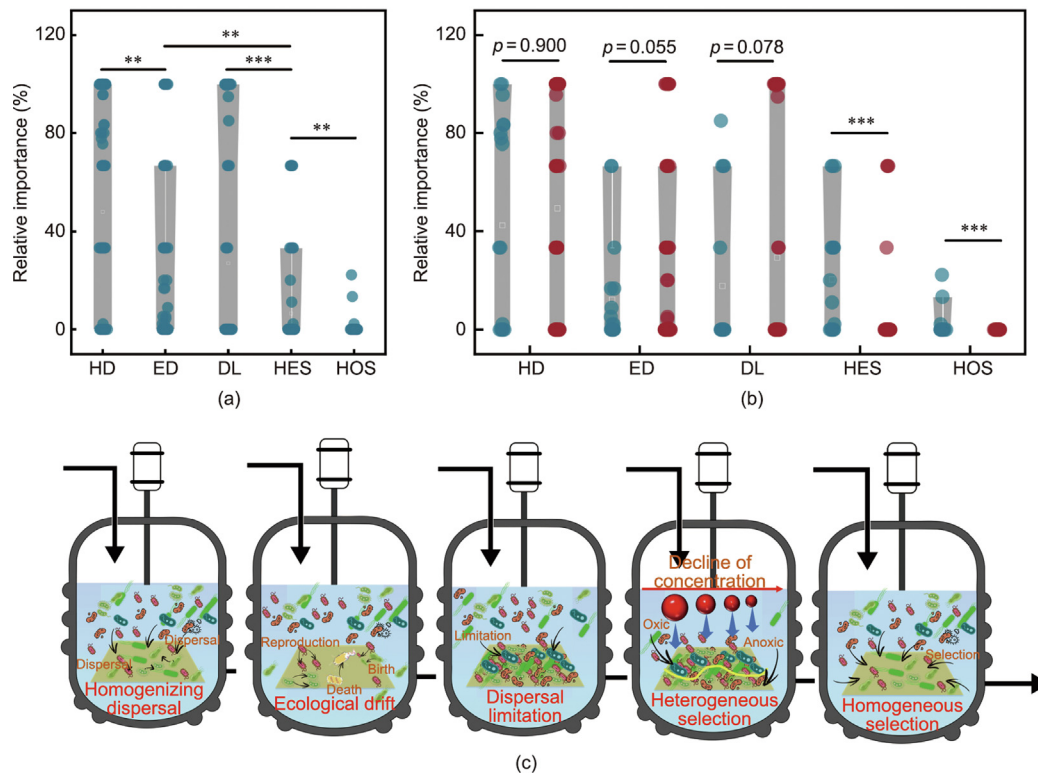 (a)
120
80
40
0
Relative importance (%)
**
**
***
**
HD ED DL HES HOS
(b)
120
80
40
0
Relative importance (%)
p = 0.900
p = 0.055
p = 0.078
***
***
HD ED DL HES HOS
(a)
(b)
Dispersal
Dispersal
Homogenizing
dispersal
Reproduction
Birth
Death
Ecological drift
Limitation
Dispersal
limitation
Decline of
concentration
Oxic
Anoxic
Heterogeneous
selection
Selection
Homogeneous
selection
(c)